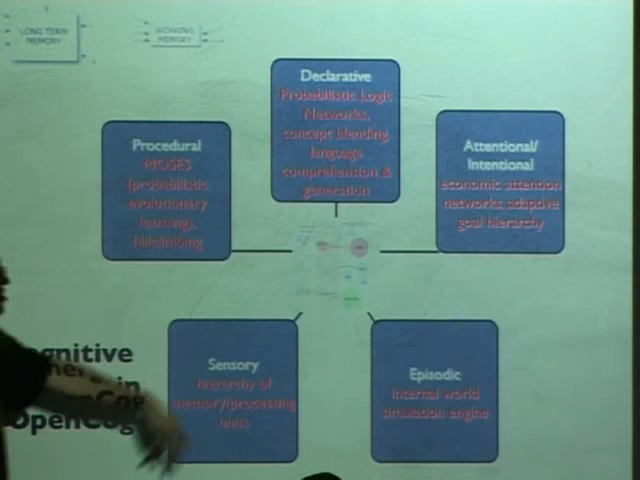 LONG TERM
MEMORY
WORKING
MEMORY
Declarative
Probabilistic Logic
Networks,
concept blending,
language
comprehension &
generation
Procedural
MOSES
(probabilistic
evolutionary
learning),
hillclimbing
Attentional/
Intentional
economic attention
networks, adaptive
goal hierarchy
Sensory
hierarchy of
memory/processing
units
Episodic
internal world
simulation engine
ognitive
in
OpenCog